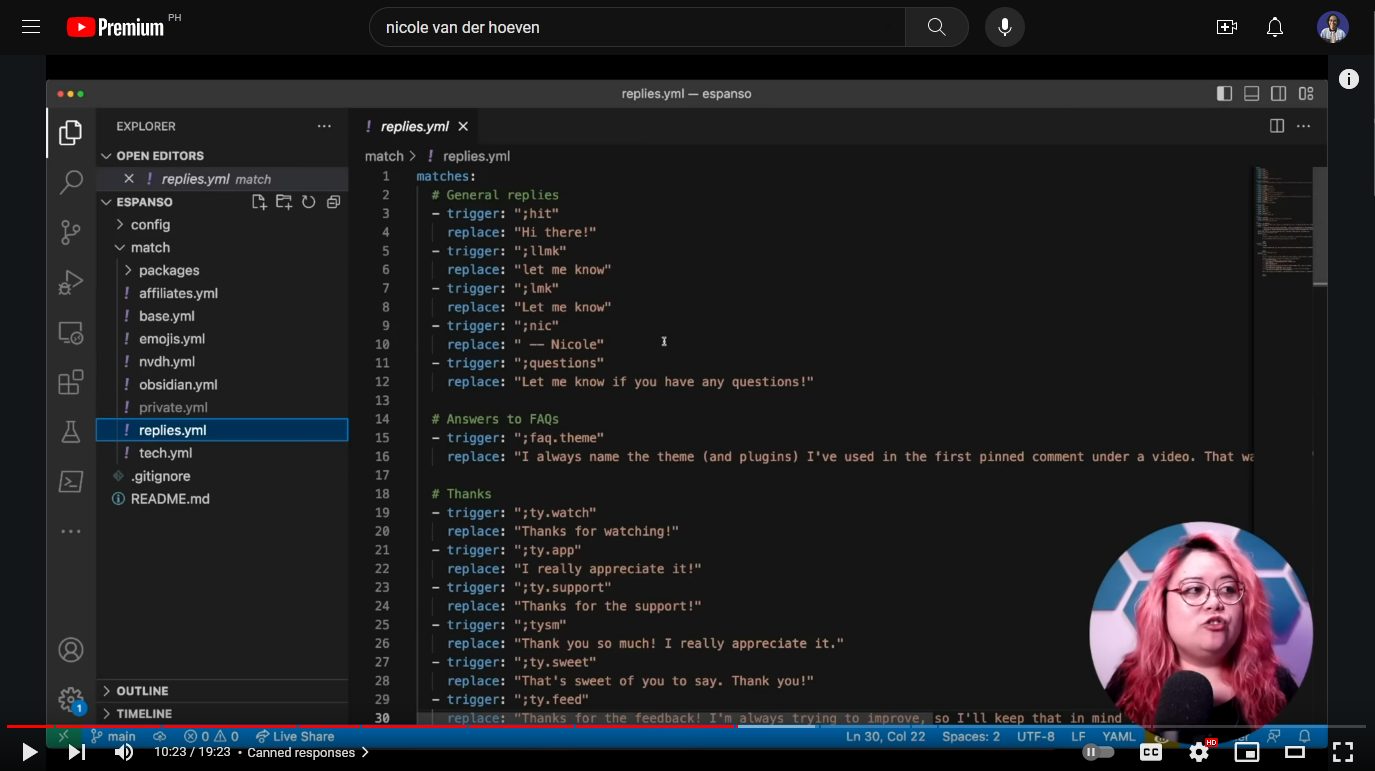 Premium PH
nicole van der hoeven
replies.yml — espanso
EXPLORER
OPEN EDITORS
replies.yml match
ESPANSO
config
match
packages
affiliates.yml
base.yml
emojis.yml
nvdh.yml
obsidian.yml
private.yml
replies.yml
tech.yml
.gitignore
README.md
OUTLINE
TIMELINE
! replies.yml
match > ! replies.yml
1 matches:
2 # General replies
3 - trigger: ";hit"
4 replace: "Hi there!"
5 - trigger: ";llmk"
6 replace: "let me know"
7 - trigger: ";lmk"
8 replace: "Let me know"
9 - trigger: ";nic"
10 replace: " -- Nicole"
11 - trigger: ";questions"
12 replace: "Let me know if you have any questions!"
13
14 # Answers to FAQs
15 - trigger: ";faq.theme"
16 replace: "I always name the theme (and plugins) I've used in the first pinned comment under a video. That wa
17
18 # Thanks
19 - trigger: ";ty.watch"
20 replace: "Thanks for watching!"
21 - trigger: ";ty.app"
22 replace: "I really appreciate it!"
23 - trigger: ";ty.support"
24 replace: "Thanks for the support!"
25 - trigger: ";tysm"
26 replace: "Thank you so much! I really appreciate it."
27 - trigger: ";ty.sweet"
28 replace: "That's sweet of you to say. Thank you!"
29 - trigger: ";ty.feed"
30 replace: "Thanks for the feedback! I'm always trying to improve, so I'll keep that in mind
1
main 0 0 Live Share
Ln 30, Col 22 Spaces: 2 UTF-8 LF YAML
10:23 / 19:23 • Canned responses >
CC HD